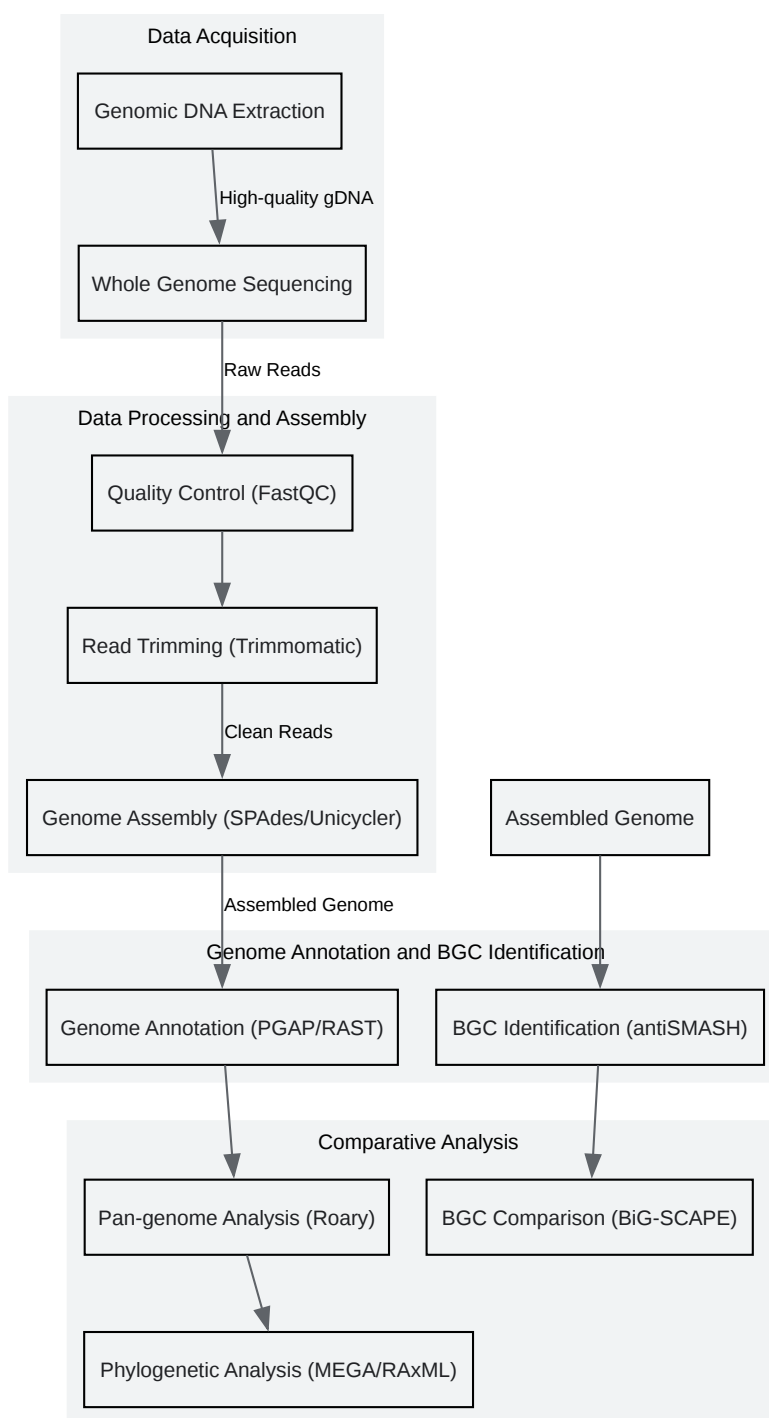 Data Acquisition
Genomic DNA Extraction
High-quality gDNA
Whole Genome Sequencing
Raw Reads
Data Processing and Assembly
Quality Control (FastQC)
Read Trimming (Trimmomatic)
Clean Reads
Genome Assembly (SPAdes/Unicycler)
Assembled Genome
Assembled Genome
Genome Annotation and BGC Identification
Genome Annotation (PGAP/RAST)
BGC Identification (antiSMASH)
Comparative Analysis
Pan-genome Analysis (Roary)
BGC Comparison (BiG-SCAPE)
Phylogenetic Analysis (MEGA/RAxML)